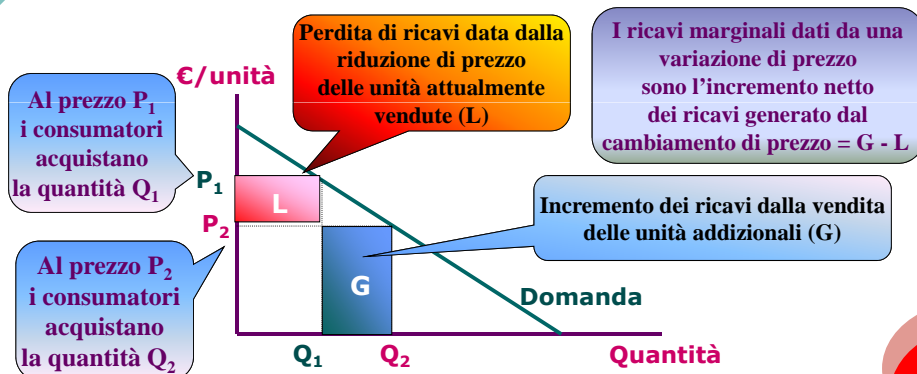 Perdita di ricavi data dalla
riduzione di prezzo
delle unità attualmente
vendute (L)
I ricavi marginali dati da una
variazione di prezzo
sono l'incremento netto
dei ricavi generato dal
cambiamento di prezzo = G - L
€/unità
Al prezzo P1
i consumatori
acquistano
la quantità Q1
P1
L
P2
Incremento dei ricavi dalla vendita
delle unità addizionali (G)
Al prezzo P2
i consumatori
acquistano
la quantità Q2
G
Domanda
Q1
Q2
Quantità